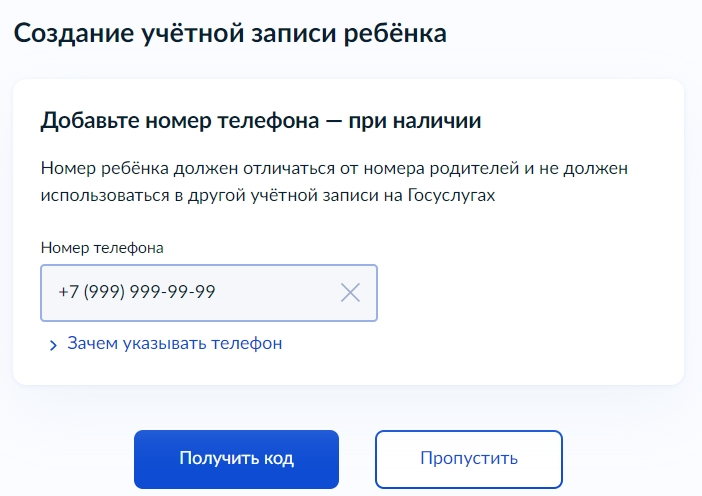 Создание учётной записи ребёнка
Добавьте номер телефона — при наличии
Номер ребёнка должен отличаться от номера родителей и не должен
использоваться в другой учётной записи на Госуслугах
Номер телефона
+7 (999) 999-99-99
Зачем указывать телефон
Получить код
Пропустить